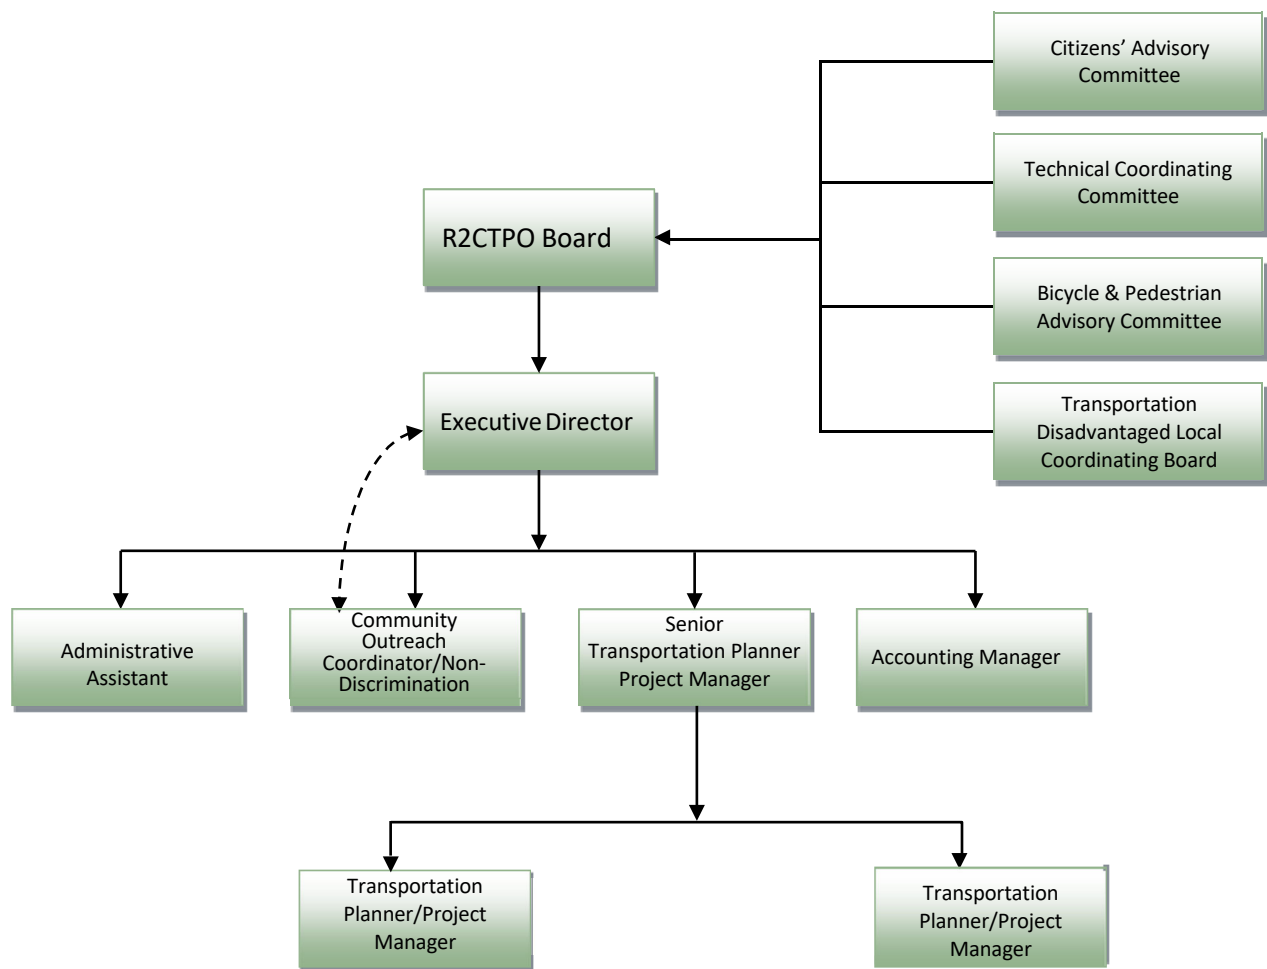 Citizens’ Advisory
Committee
Technical Coordinating
Committee
R2CTPO Board
Bicycle & Pedestrian
Advisory Committee
Executive Director
Transportation
Disadvantaged Local
Coordinating Board
Administrative
Assistant
Community
Outreach
Coordinator/Non-
Discrimination
Senior
Transportation Planner
Project Manager
Accounting Manager
Transportation
Planner/Project
Manager
Transportation
Planner/Project
Manager